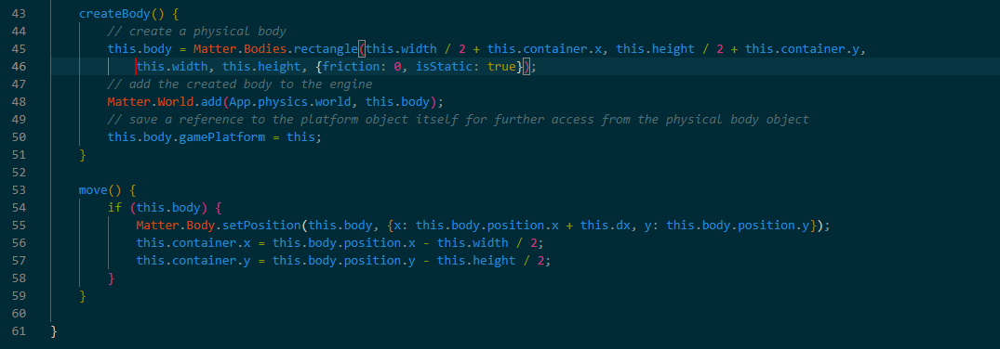 43 createBody() {
44 // create a physical body
45 this.body = Matter.Bodies.rectangle(this.width / 2 + this.container.x, this.height / 2 + this.container.y,
46 this.width, this.height, {friction: 0, isStatic: true});
47 // add the created body to the engine
48 Matter.World.add(App.physics.world, this.body);
49 // save a reference to the platform object itself for further access from the physical body object
50 this.body.gamePlatform = this;
51 }
52
53 move() {
54 if (this.body) {
55 Matter.Body.setPosition(this.body, {x: this.body.position.x + this.dx, y: this.body.position.y});
56 this.container.x = this.body.position.x - this.width / 2;
57 this.container.y = this.body.position.y - this.height / 2;
58 }
59 }
60
61 }